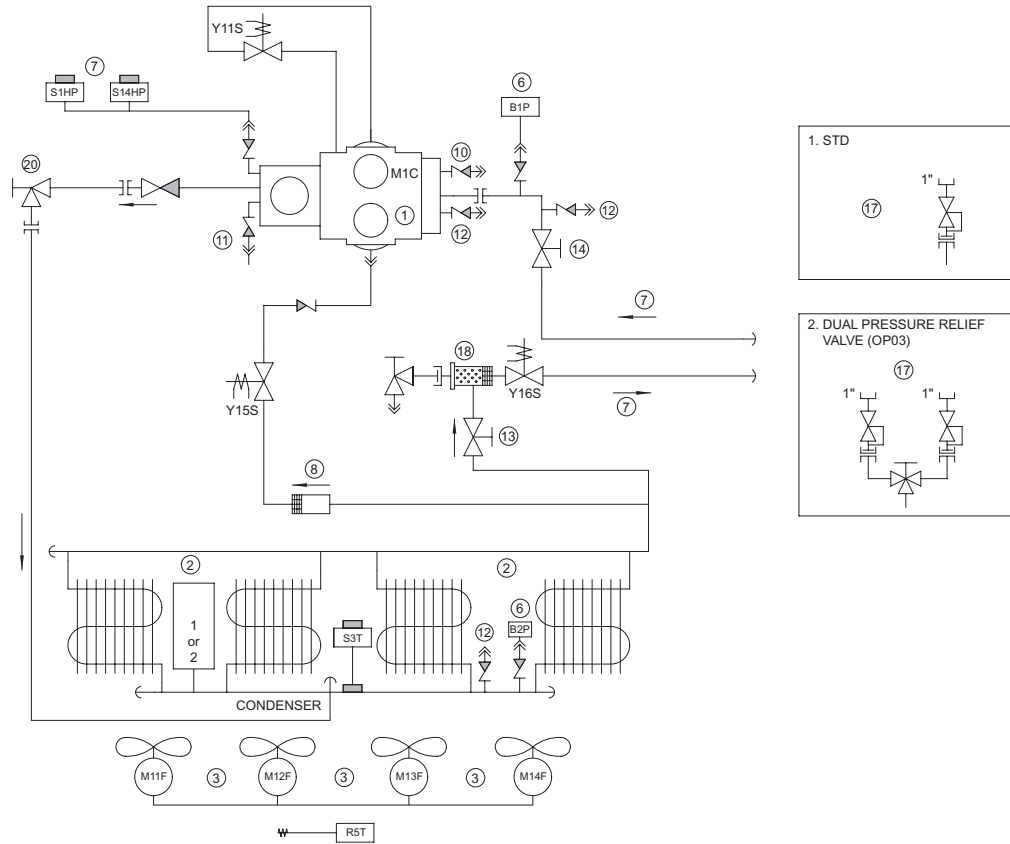 Y11S
7
S1HP
S14HP
6
B1P
1. STD
1"
17
20
10
M1C
1
12
12
11
14
7
2. DUAL PRESSURE RELIEF
VALVE (OP03)
17
1"
1"
18
Y16S
Y15S
7
13
8
2
2
1
or
2
S3T
12
6
B2P
CONDENSER
M11F
3
M12F
3
M13F
3
M14F
R5T